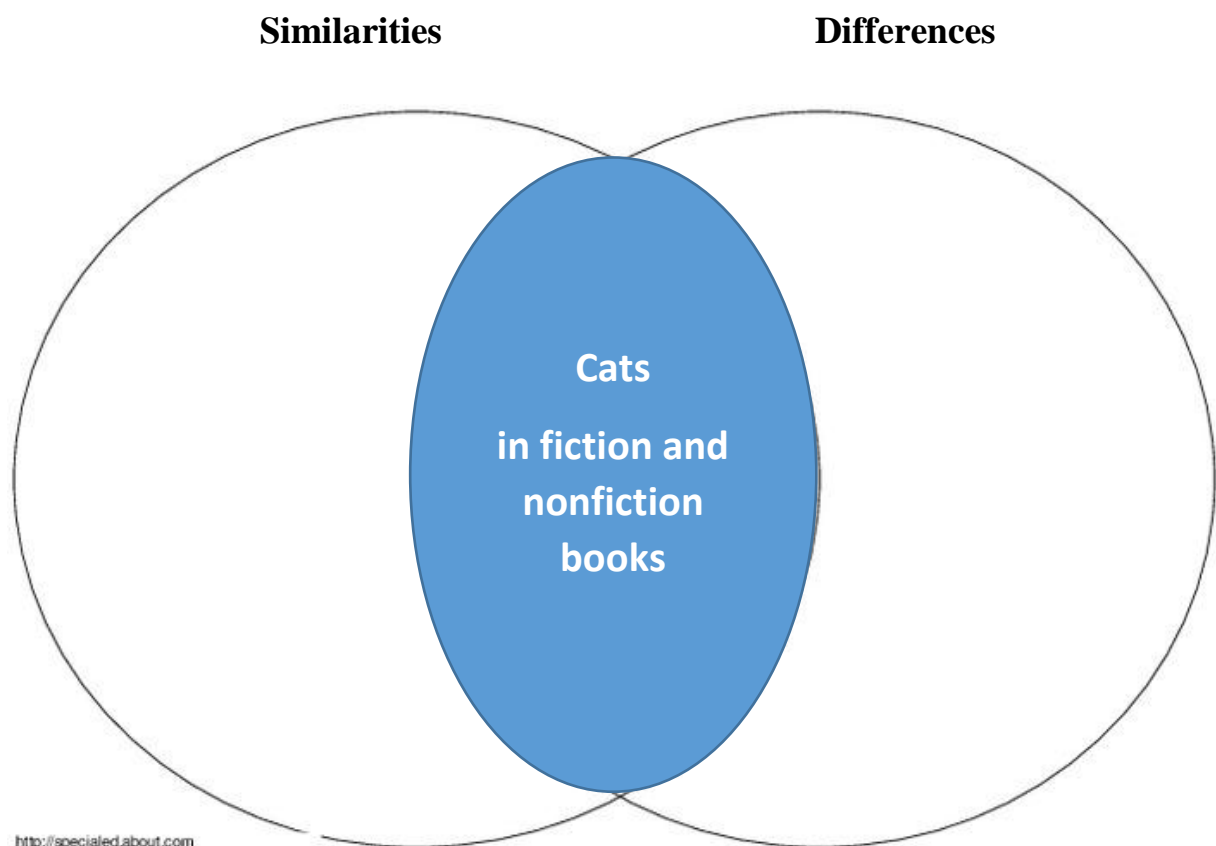 Similarities Differences
Cats
in fiction and
nonfiction
books
http://specialed.about.com